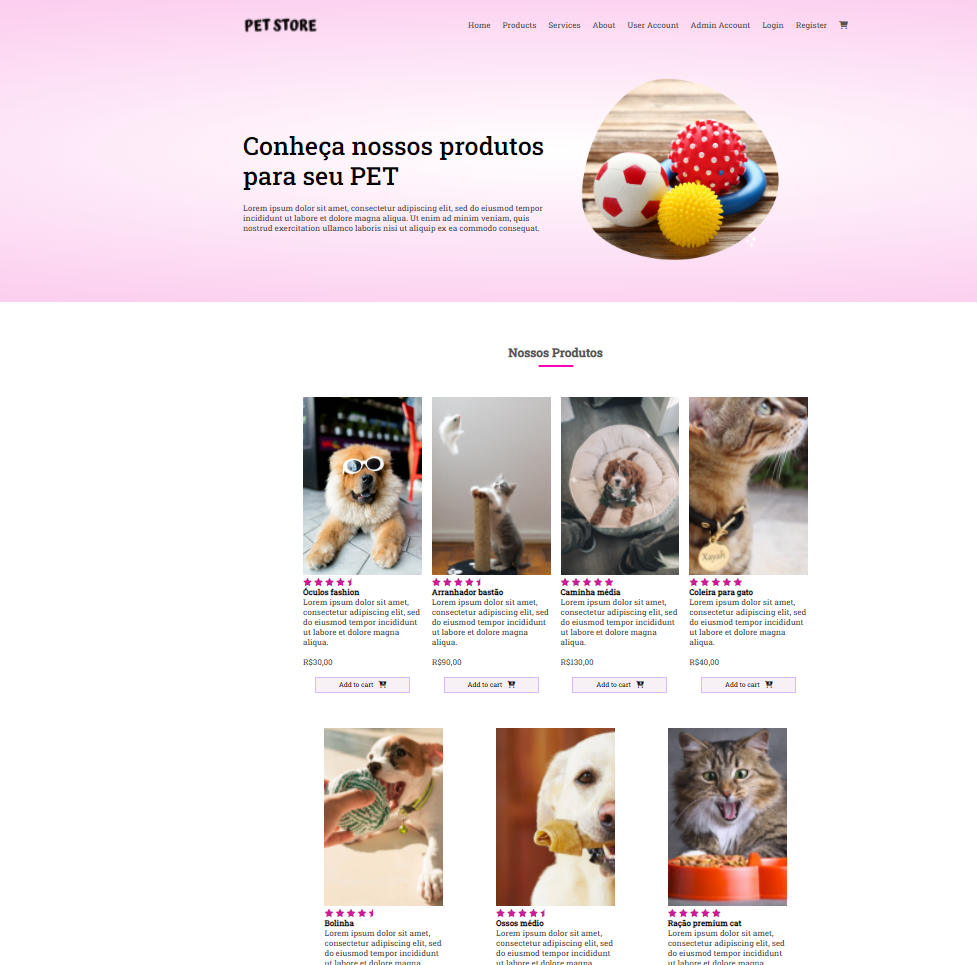 PET STORE
Home Products Services About User Account Admin Account Login Register
Conheça nossos produtos
para seu PET
Lorem ipsum dolor sit amet, consectetur adipiscing elit, sed do eiusmod tempor
incididunt ut labore et dolore magna aliqua. Ut enim ad minim veniam, quis
nostrud exercitation ullamco laboris nisi ut aliquip ex ea commodo consequat.
Nossos Produtos
Xayah
Óculos fashion
Lorem ipsum dolor sit amet,
consectetur adipiscing elit, sed
do eiusmod tempor incididunt
ut labore et dolore magna
aliqua.
R$30,00
Add to cart
Arranhador bastão
Lorem ipsum dolor sit amet,
consectetur adipiscing elit, sed
do eiusmod tempor incididunt
ut labore et dolore magna
aliqua.
R$90,00
Add to cart
Caminha média
Lorem ipsum dolor sit amet,
consectetur adipiscing elit, sed
do eiusmod tempor incididunt
ut labore et dolore magna
aliqua.
R$130,00
Add to cart
Coleira para gato
Lorem ipsum dolor sit amet,
consectetur adipiscing elit, sed
do eiusmod tempor incididunt
ut labore et dolore magna
aliqua.
R$40,00
Add to cart
Bolinha
Lorem ipsum dolor sit amet,
consectetur adipiscing elit, sed
do eiusmod tempor incididunt
ut labore et dolore magna
Ossos médio
Lorem ipsum dolor sit amet,
consectetur adipiscing elit, sed
do eiusmod tempor incididunt
ut labore et dolore magna
Ração premium cat
Lorem ipsum dolor sit amet,
consectetur adipiscing elit, sed
do eiusmod tempor incididunt
ut labore et dolore magna